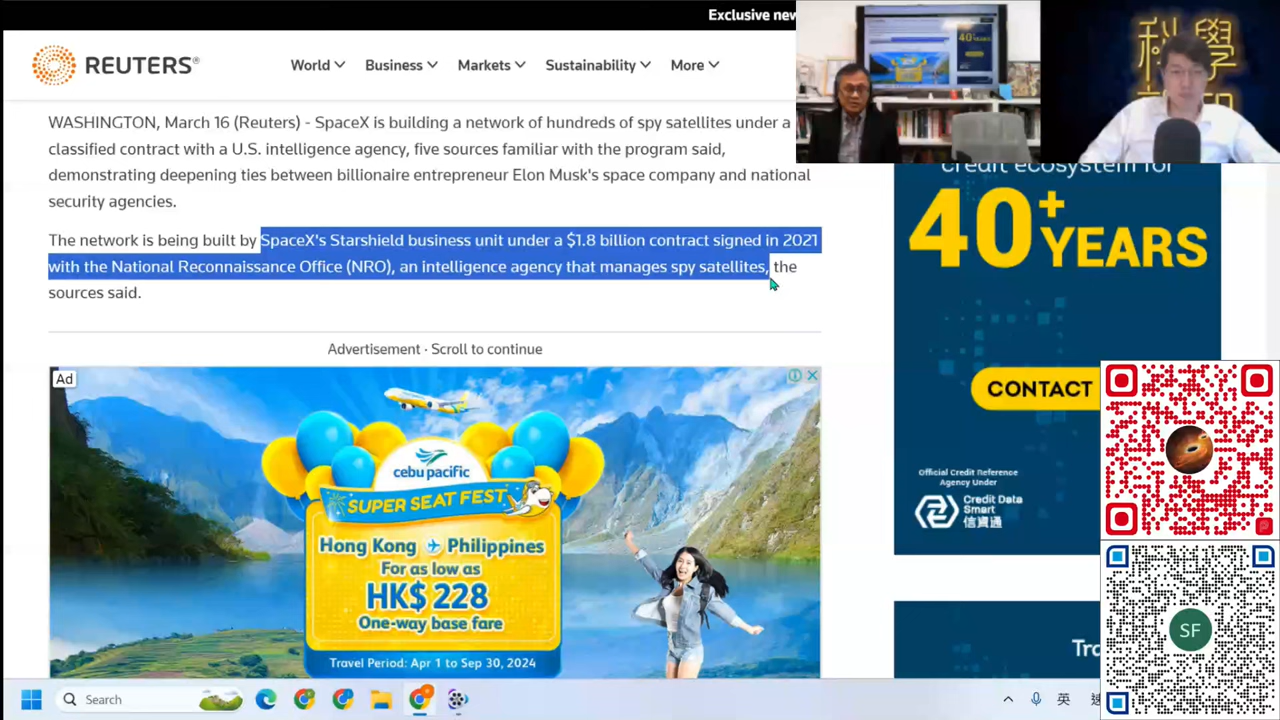 Exclusive new
REUTERS®
World
Business
Markets
Sustainability
More
WASHINGTON, March 16 (Reuters) - SpaceX is building a network of hundreds of spy satellites under a
classified contract with a U.S. intelligence agency, five sources familiar with the program said,
demonstrating deepening ties between billionaire entrepreneur Elon Musk's space company and national
security agencies.
The network is being built by SpaceX's Starshield business unit under a $1.8 billion contract signed in 2021
with the National Reconnaissance Office (NRO), an intelligence agency that manages spy satellites, the
sources said.
Advertisement · Scroll to continue
Ad
cebu pacific
SUPER SEAT FEST
Hong Kong Philippines
For as low as
HK$ 228
One-way base fare
Travel Period: Apr 1 to Sep 30, 2024
40+
科學
credit ecosystem for
40+
YEARS
CONTACT
Official Credit Reference
Agency Under
Credit Data
Smart
信資通
SF
Search
英